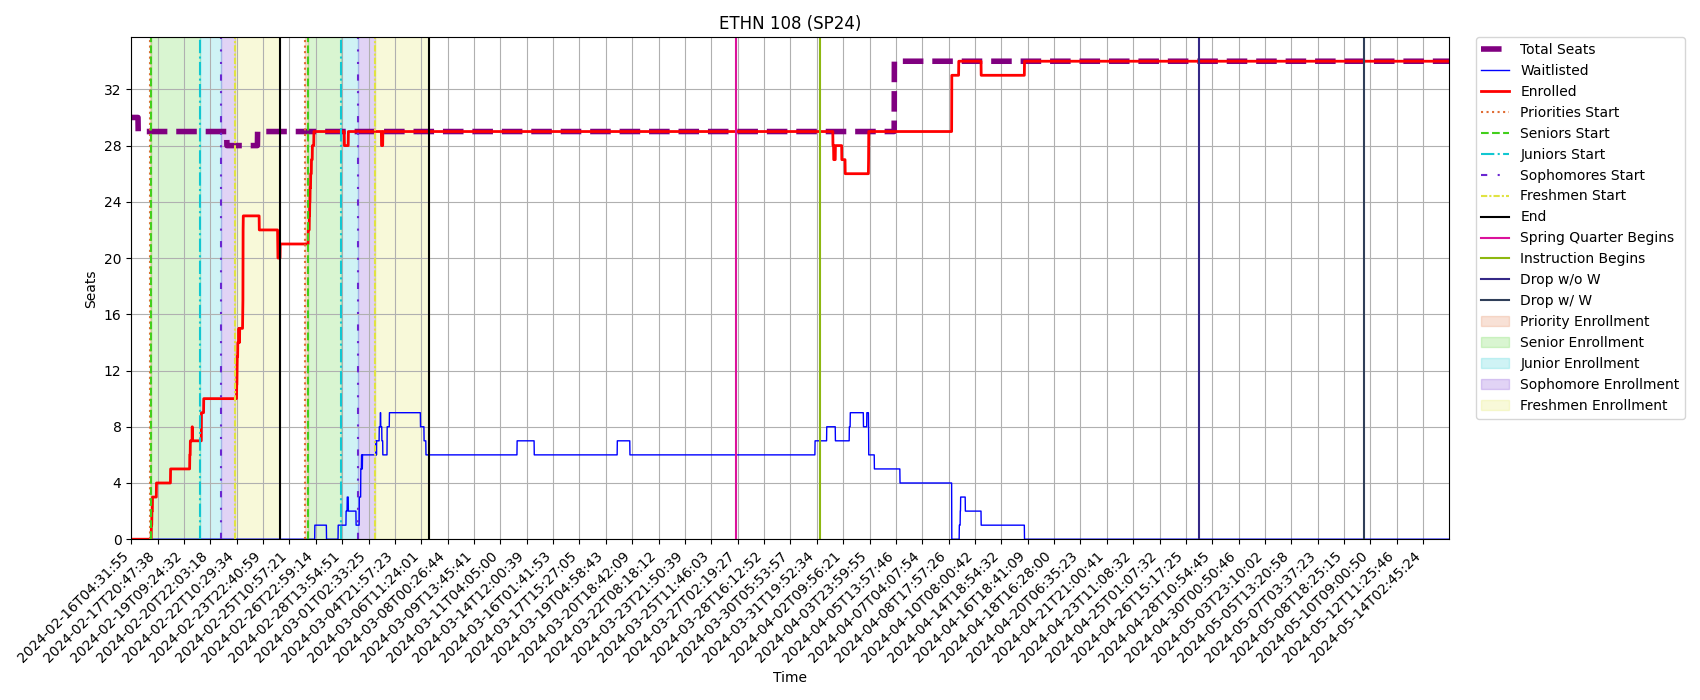 ETHN 108 (SP24)
Seats
32
28
24
20
16
12
8
4
0
2024-02-16T04:31:55
2024-02-17T20:47:38
2024-02-19T09:24:32
2024-02-20T22:03:18
2024-02-22T10:29:34
2024-02-23T22:40:59
2024-02-25T10:57:21
2024-02-26T22:59:14
2024-02-28T13:54:51
2024-03-01T02:33:25
2024-03-04T21:57:23
2024-03-06T11:24:01
2024-03-08T00:26:44
2024-03-09T13:45:41
2024-03-11T04:05:00
2024-03-14T12:00:39
2024-03-16T01:41:53
2024-03-17T15:27:05
2024-03-19T04:58:43
2024-03-20T18:42:09
2024-03-22T08:18:12
2024-03-23T21:50:39
2024-03-25T11:46:03
2024-03-27T02:19:27
2024-03-28T16:12:52
2024-03-30T05:53:57
2024-03-31T19:52:34
2024-04-02T09:56:21
2024-04-03T23:59:55
2024-04-05T13:57:46
2024-04-07T04:07:54
2024-04-08T17:57:26
2024-04-10T08:00:42
2024-04-14T18:54:32
2024-04-16T18:41:09
2024-04-18T16:28:00
2024-04-20T06:35:23
2024-04-21T21:00:41
2024-04-23T11:08:32
2024-04-25T01:07:32
2024-04-26T15:17:25
2024-04-28T10:54:45
2024-04-30T00:50:46
2024-05-03T23:10:02
2024-05-05T13:20:58
2024-05-07T03:37:23
2024-05-08T18:25:15
2024-05-10T09:00:50
2024-05-12T11:25:46
2024-05-14T02:45:24
Time
Total Seats
Waitlisted
Enrolled
Priorities Start
Seniors Start
Juniors Start
Sophomores Start
Freshmen Start
End
Spring Quarter Begins
Instruction Begins
Drop w/o W
Drop w/ W
Priority Enrollment
Senior Enrollment
Junior Enrollment
Sophomore Enrollment
Freshmen Enrollment